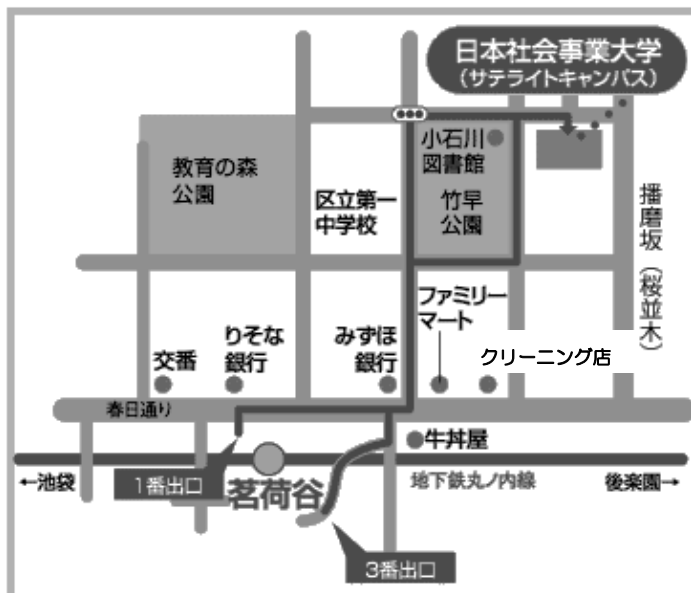 日本社会事業大学
(サテライトキャンパス)
小石川
図書館
教育の森
公園
区立第一
中学校
竹早
公園
播磨坂(桜並木)
ファミリー
マート
りそな
銀行
みずほ
銀行
交番
クリーニング店
春日通り
牛丼屋
←池袋
1番出口
茗荷谷
地下鉄丸ノ内線
後楽園→
3番出口